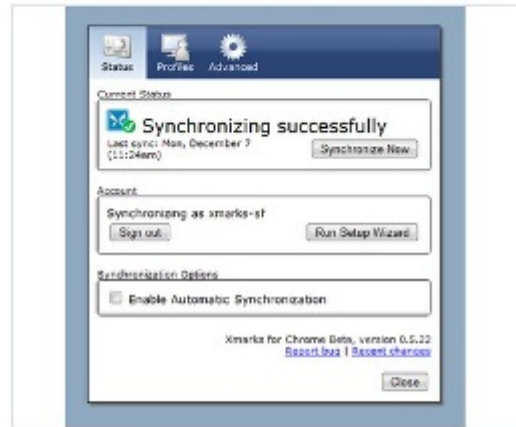 Status Profiles Advanced
Current Status
Synchronizing successfully
Last sync: Mon, December 7
(11:24am)
Synchronize Now
Account
Synchronizing as xmarks-sf
Sign out
Run Setup Wizard
Synchronization Options
Enable Automatic Synchronization
Xmarks for Chrome Beta, version 0.5.22
Report bug | Recent changes
Close